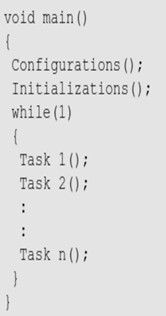 void main()
{
Configurations();
Initializations();
while(1)
{
Task 1();
Task 2();
:
:
Task n();
}
}